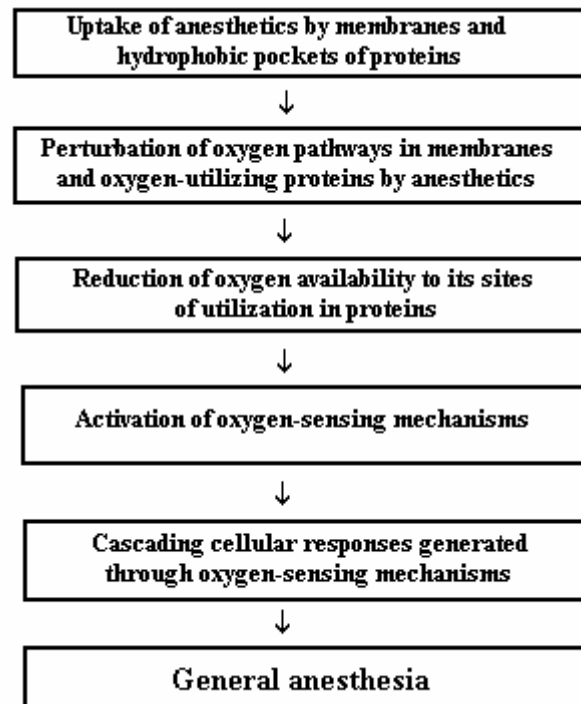 Uptake of anesthetics by membranes and
hydrophobic pockets of proteins
↓
Perturbation of oxygen pathways in membranes
and oxygen-utilizing proteins by anesthetics
↓
Reduction of oxygen availability to its sites
of utilization in proteins
↓
Activation of oxygen-sensing mechanisms
↓
Cascading cellular responses generated
through oxygen-sensing mechanisms
↓
General anesthesia